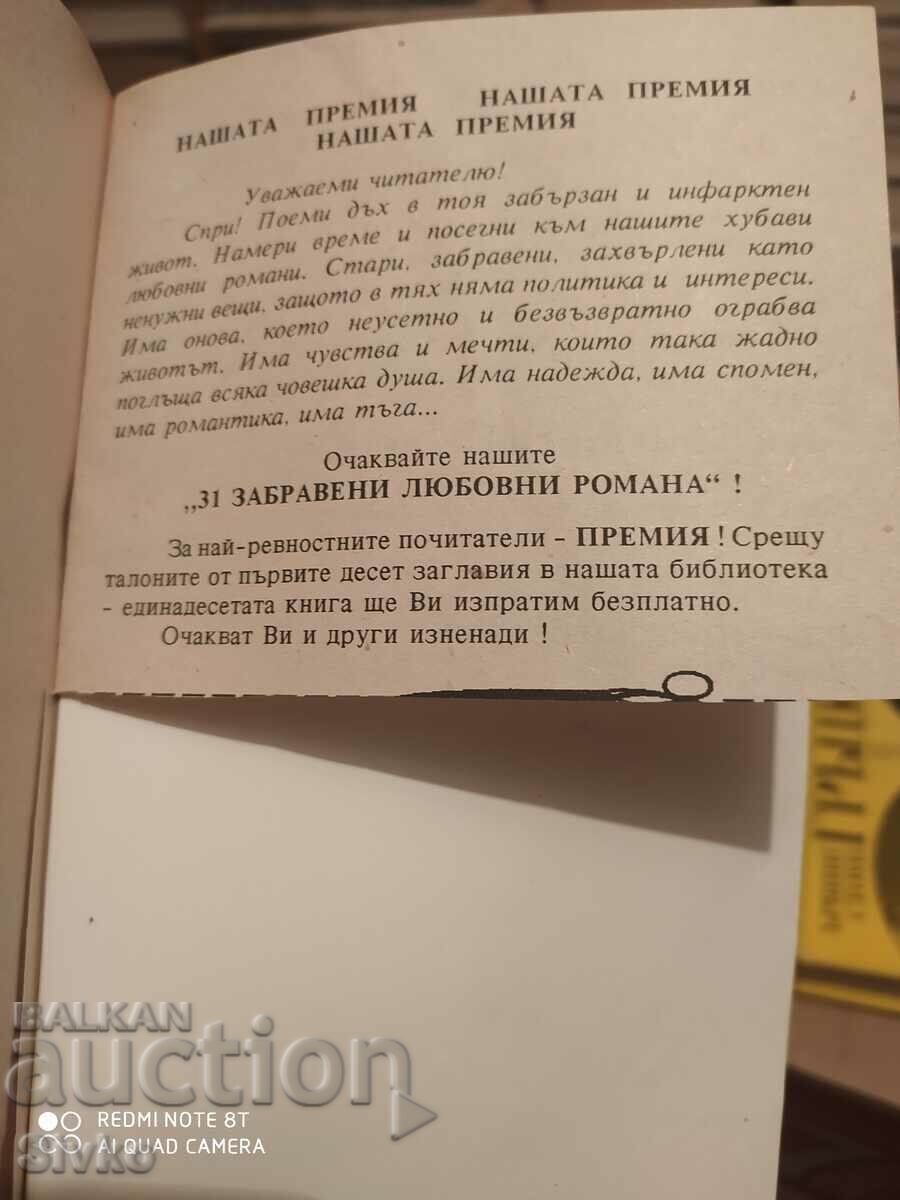 НАШАТА ПРЕМИЯ НАШАТА ПРЕМИЯ
НАШАТА ПРЕМИЯ
Уважаеми читателю!
Спри! Поеми дъх в тоя забързан и инфарктен
живот. Намери време и посегни към нашите хубави
любовни романи. Стари, забравени, захвърлени като
ненужни вещи, защото в тях няма политика и интереси.
Има онова, което неусетно и безвъзвратно ограбва
животът. Има чувства и мечти, които така жадно
поглъща всяка човешка душа. Има надежда, има спомен,
има романтика, има тъга...
Очаквайте нашите
„31 ЗАБРАВЕНИ ЛЮБОВНИ РОМАНА“ !
За най-ревностните почитатели - ПРЕМИЯ ! Срещу
талоните от първите десет заглавия в нашата библиотека
- единадесетата книга ще Ви изпратим безплатно.
Очакват Ви и други изненади !
BALKAN
auction
REDMI NOTE 8T
AI QUAD CAMERA
Sivko